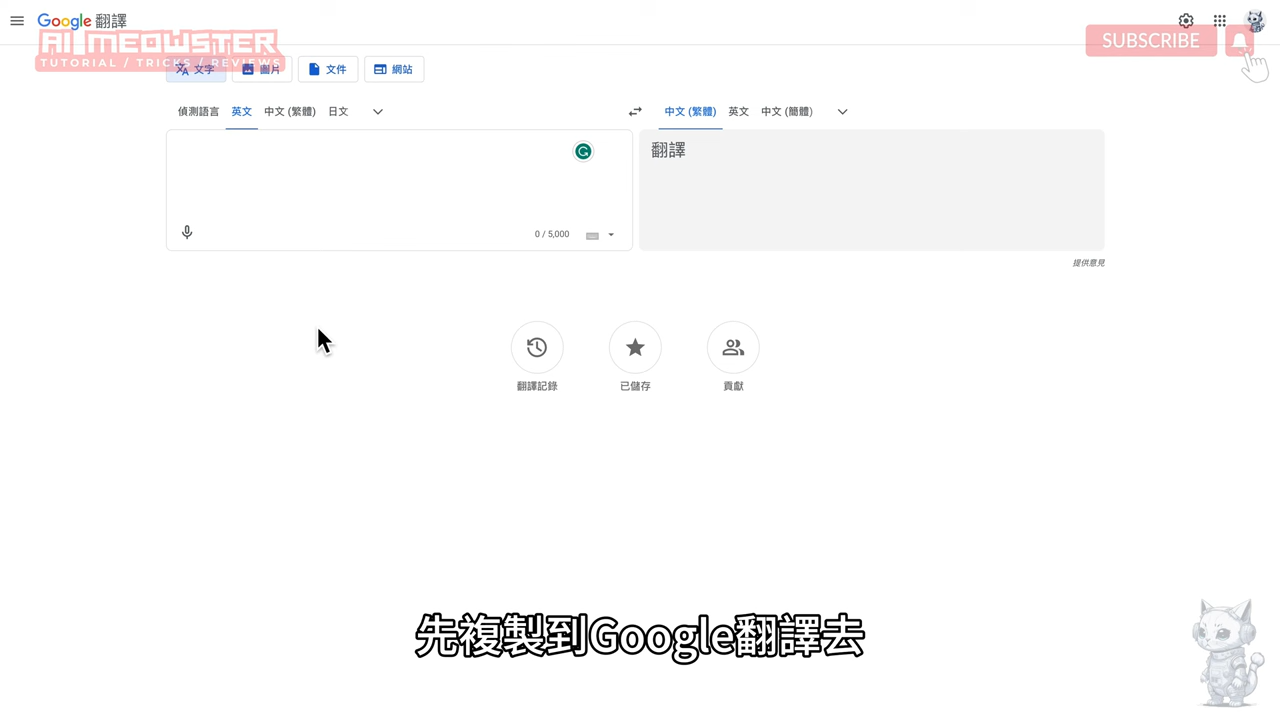 Google 翻譯
AI MEOWSTER
TUTORIAL / TRICKS / REVIEWS
SUBSCRIBE
文字
圖片
文件
網站
偵測語言 英文 中文 (繁體) 日文
中文 (繁體) 英文 中文 (簡體)
翻譯
0 / 5,000
提供意見
翻譯記錄
已儲存
貢獻
先複製到Google翻譯去